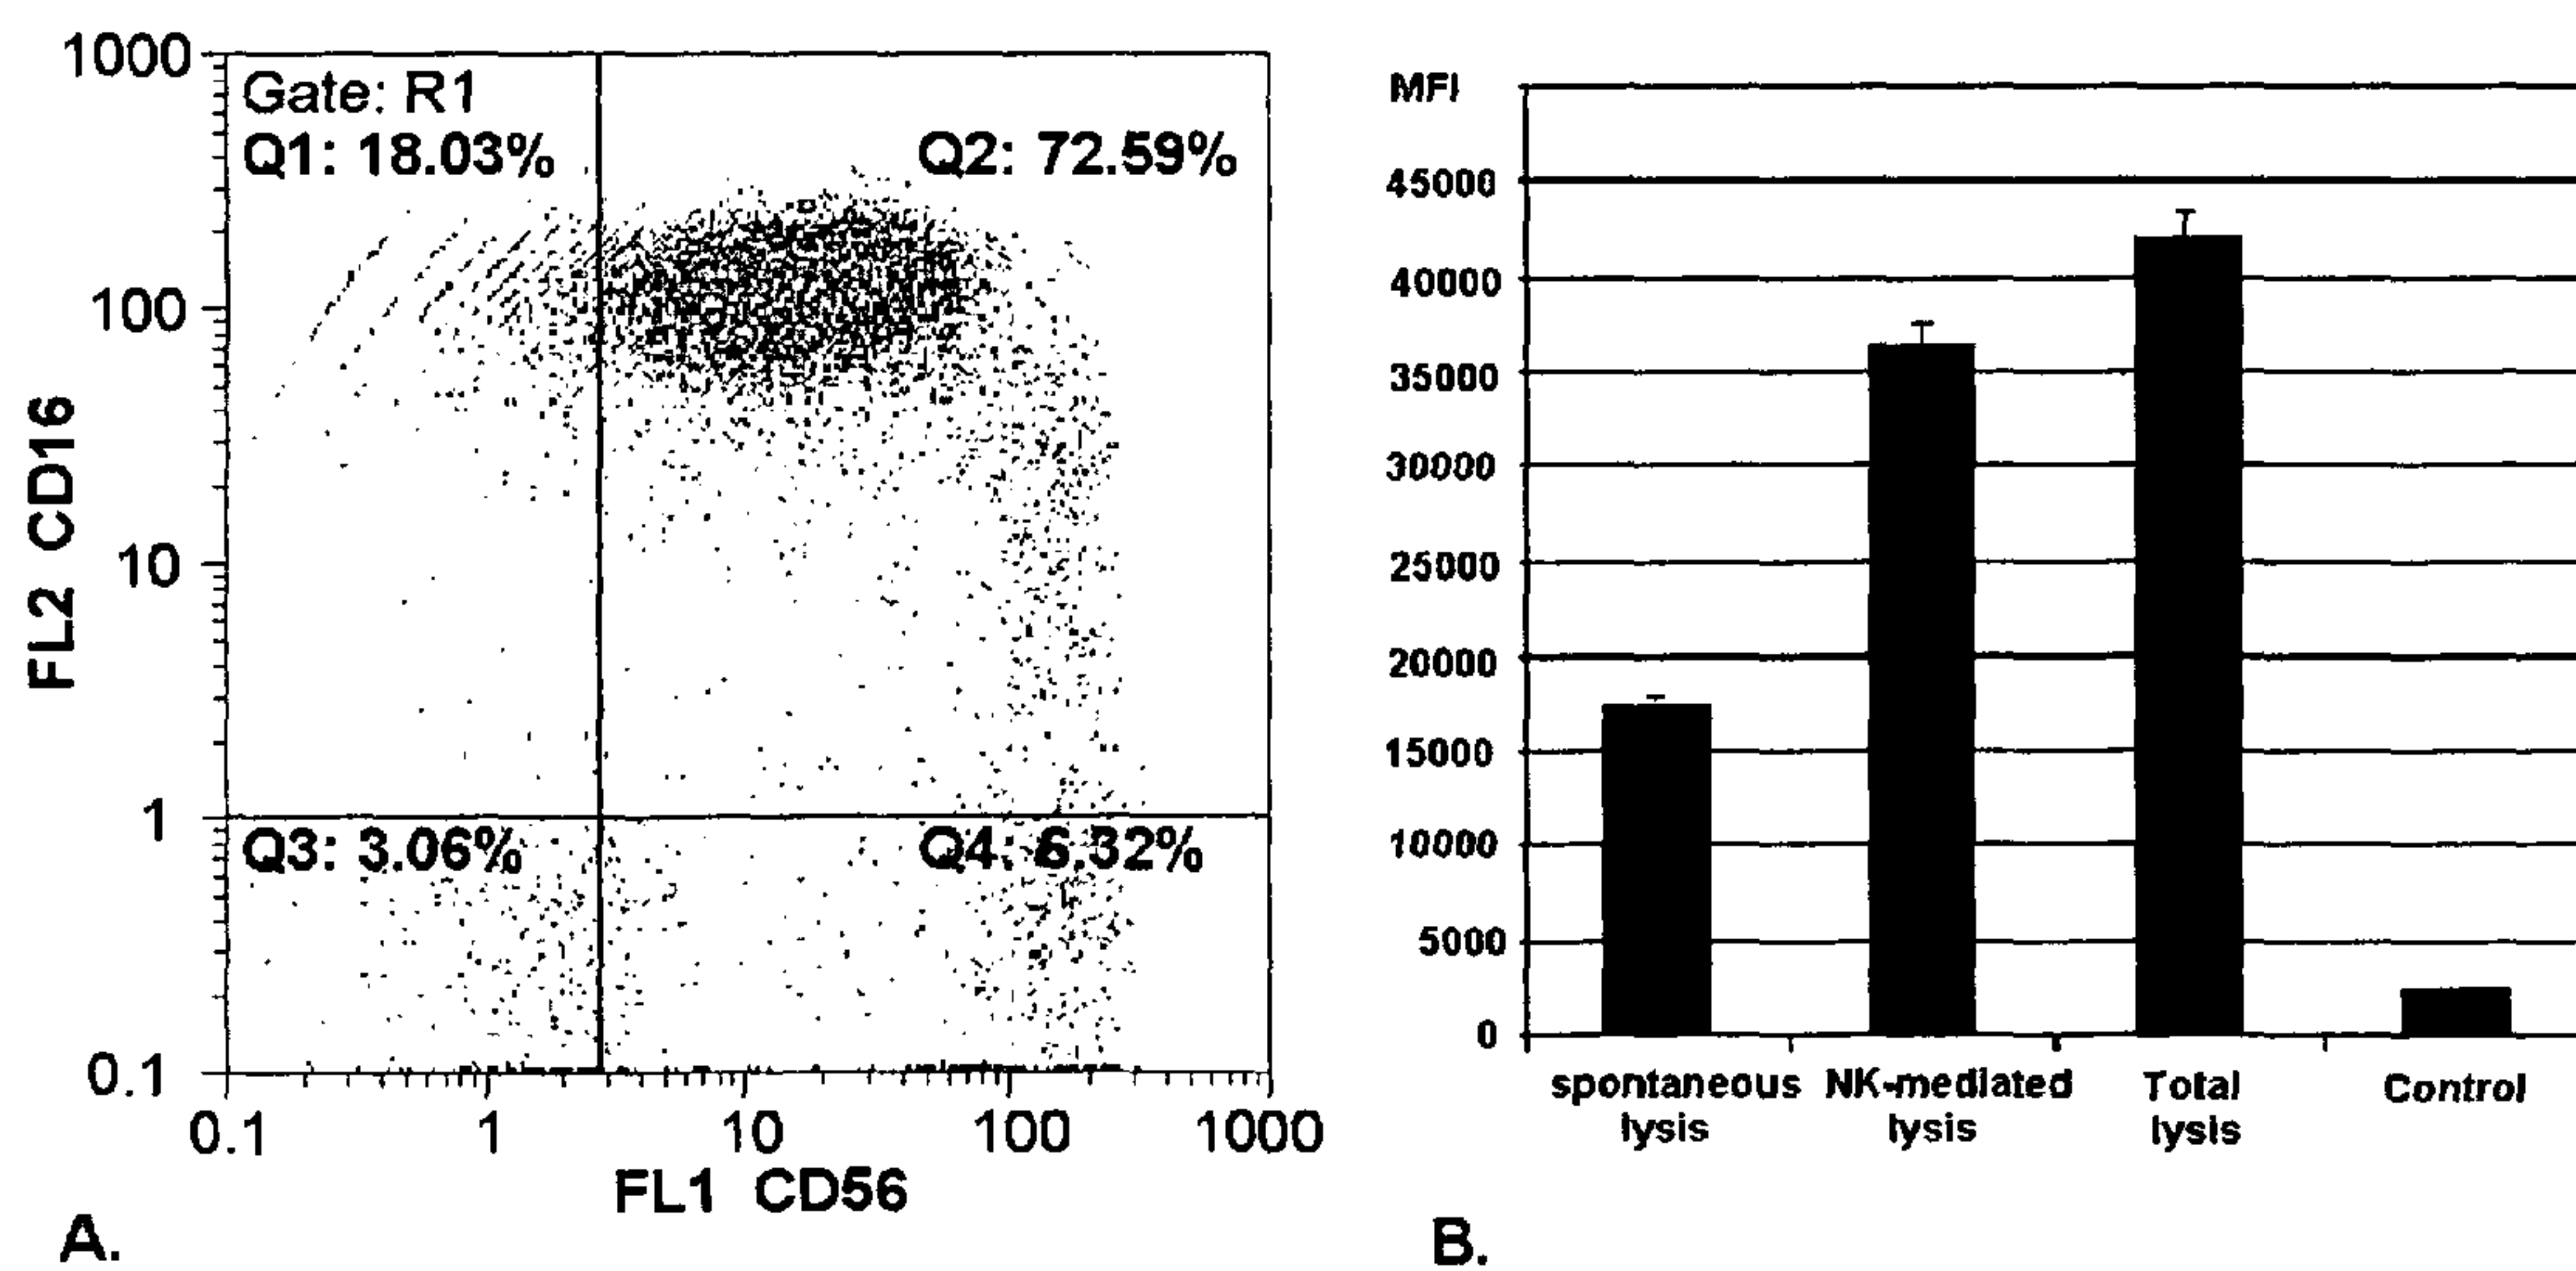 1000
Gate: R1
Q1: 18.03%
Q2: 72.59%
100
10
1
Q3: 3.06%
Q4: 6.32%
0.1
FL2 CD16
0.1 1 10 100 1000
FL1 CD56
A.
MFI
45000
40000
35000
30000
25000
20000
15000
10000
5000
0
spontaneous lysis
NK-mediated lysis
Total lysis
Control
B.